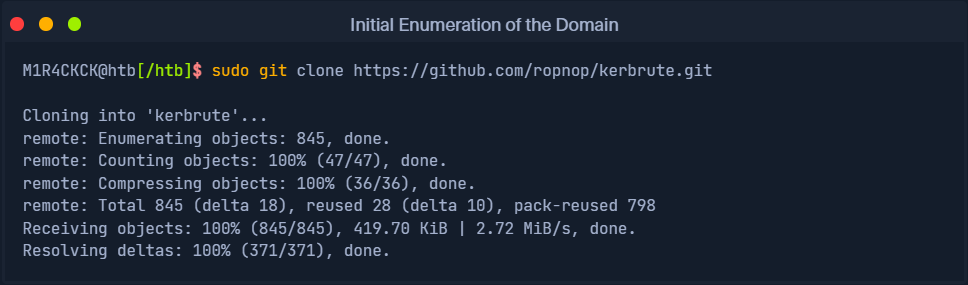 Initial Enumeration of the Domain
M1R4CKCK@htb[/htb]$ sudo git clone https://github.com/ropnop/kerbrute.git
Cloning into 'kerbrute'...
remote: Enumerating objects: 845, done.
remote: Counting objects: 100% (47/47), done.
remote: Compressing objects: 100% (36/36), done.
remote: Total 845 (delta 18), reused 28 (delta 10), pack-reused 798
Receiving objects: 100% (845/845), 419.70 KiB | 2.72 MiB/s, done.
Resolving deltas: 100% (371/371), done.